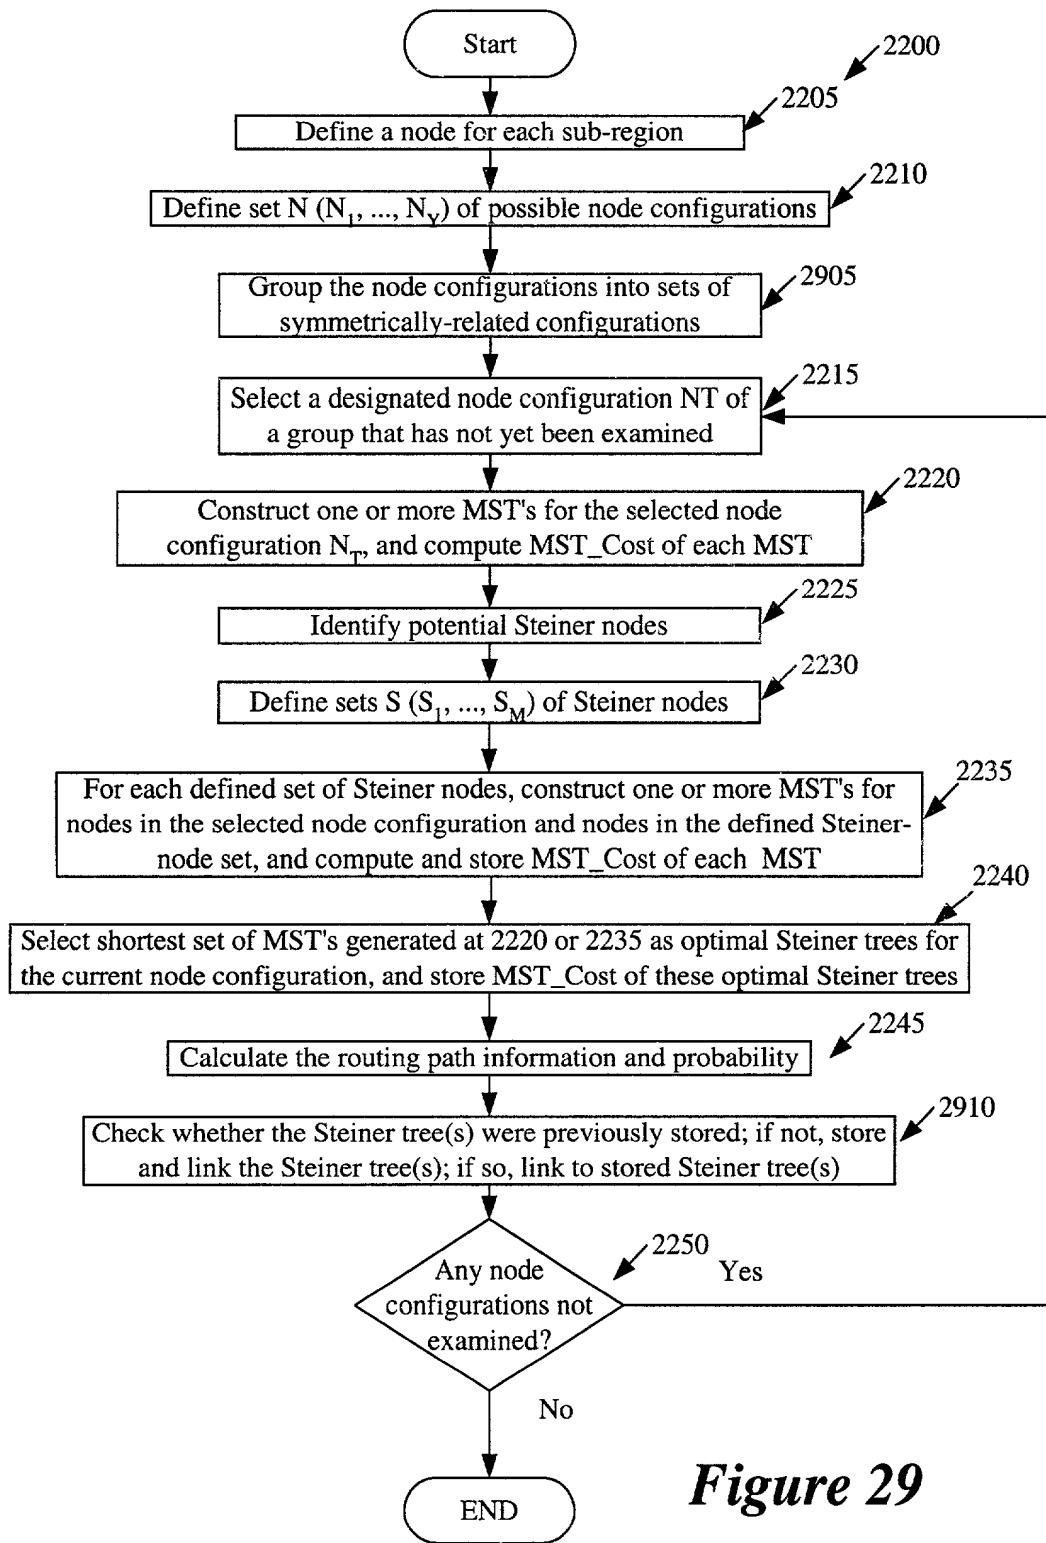 Start
2200
2205
Define a node for each sub-region
2210
Define set N (N1, ..., NY) of possible node configurations
2905
Group the node configurations into sets of
symmetrically-related configurations
2215
Select a designated node configuration NT of
a group that has not yet been examined
2220
Construct one or more MST's for the selected node
configuration NT, and compute MST_Cost of each MST
2225
Identify potential Steiner nodes
2230
Define sets S (S1, ..., SM) of Steiner nodes
2235
For each defined set of Steiner nodes, construct one or more MST's for
nodes in the selected node configuration and nodes in the defined Steiner-
node set, and compute and store MST_Cost of each MST
2240
Select shortest set of MST's generated at 2220 or 2235 as optimal Steiner trees for
the current node configuration, and store MST_Cost of these optimal Steiner trees
2245
Calculate the routing path information and probability
2910
Check whether the Steiner tree(s) were previously stored; if not, store
and link the Steiner tree(s); if so, link to stored Steiner tree(s)
2250
Any node
configurations not
examined?
Yes
No
END
Figure 29